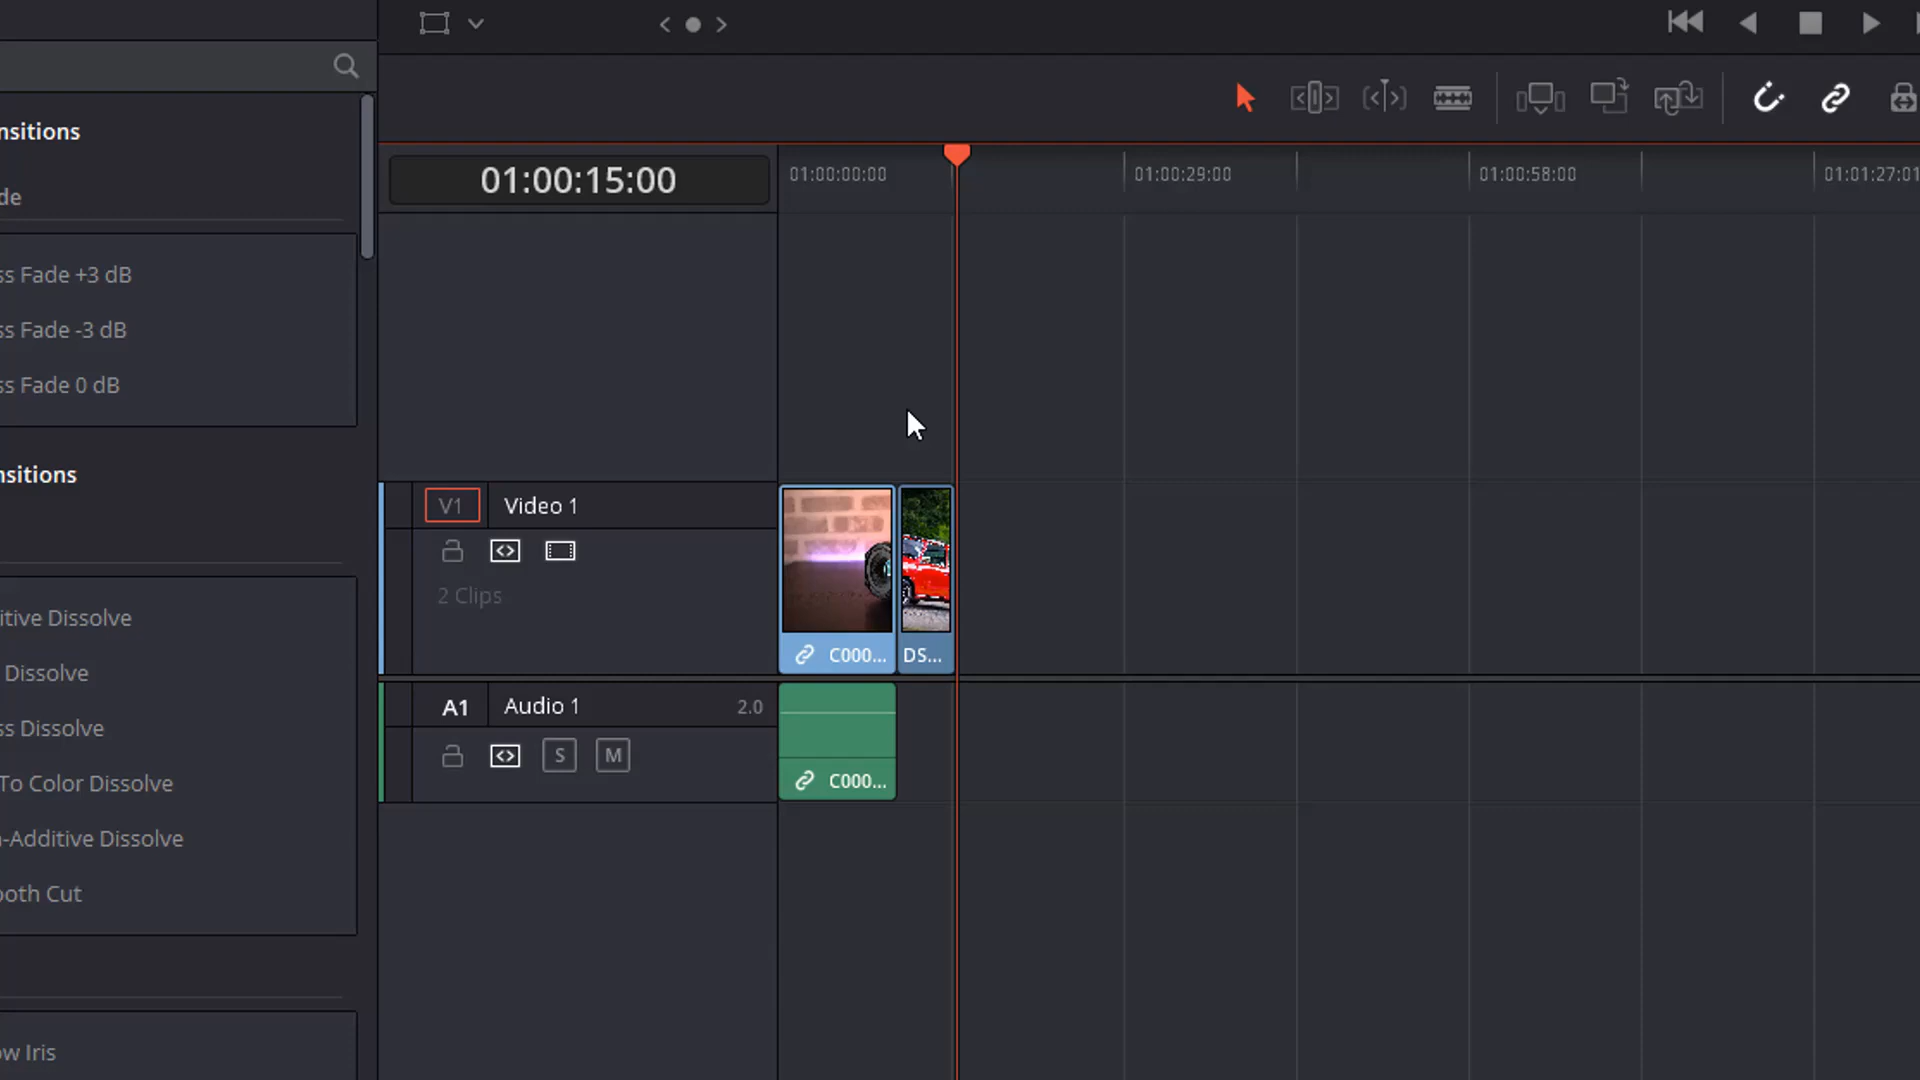 nsitions
de
ss Fade +3 dB
ss Fade -3 dB
ss Fade 0 dB
nsitions
itive Dissolve
Dissolve
ss Dissolve
To Color Dissolve
-Additive Dissolve
ooth Cut
ow Iris
01:00:15:00
01:00:00:00
01:00:29:00
01:00:58:00
01:01:27:01
V1
Video 1
2 Clips
C000...
DS...
A1
Audio 1
2.0
S
M
C000...